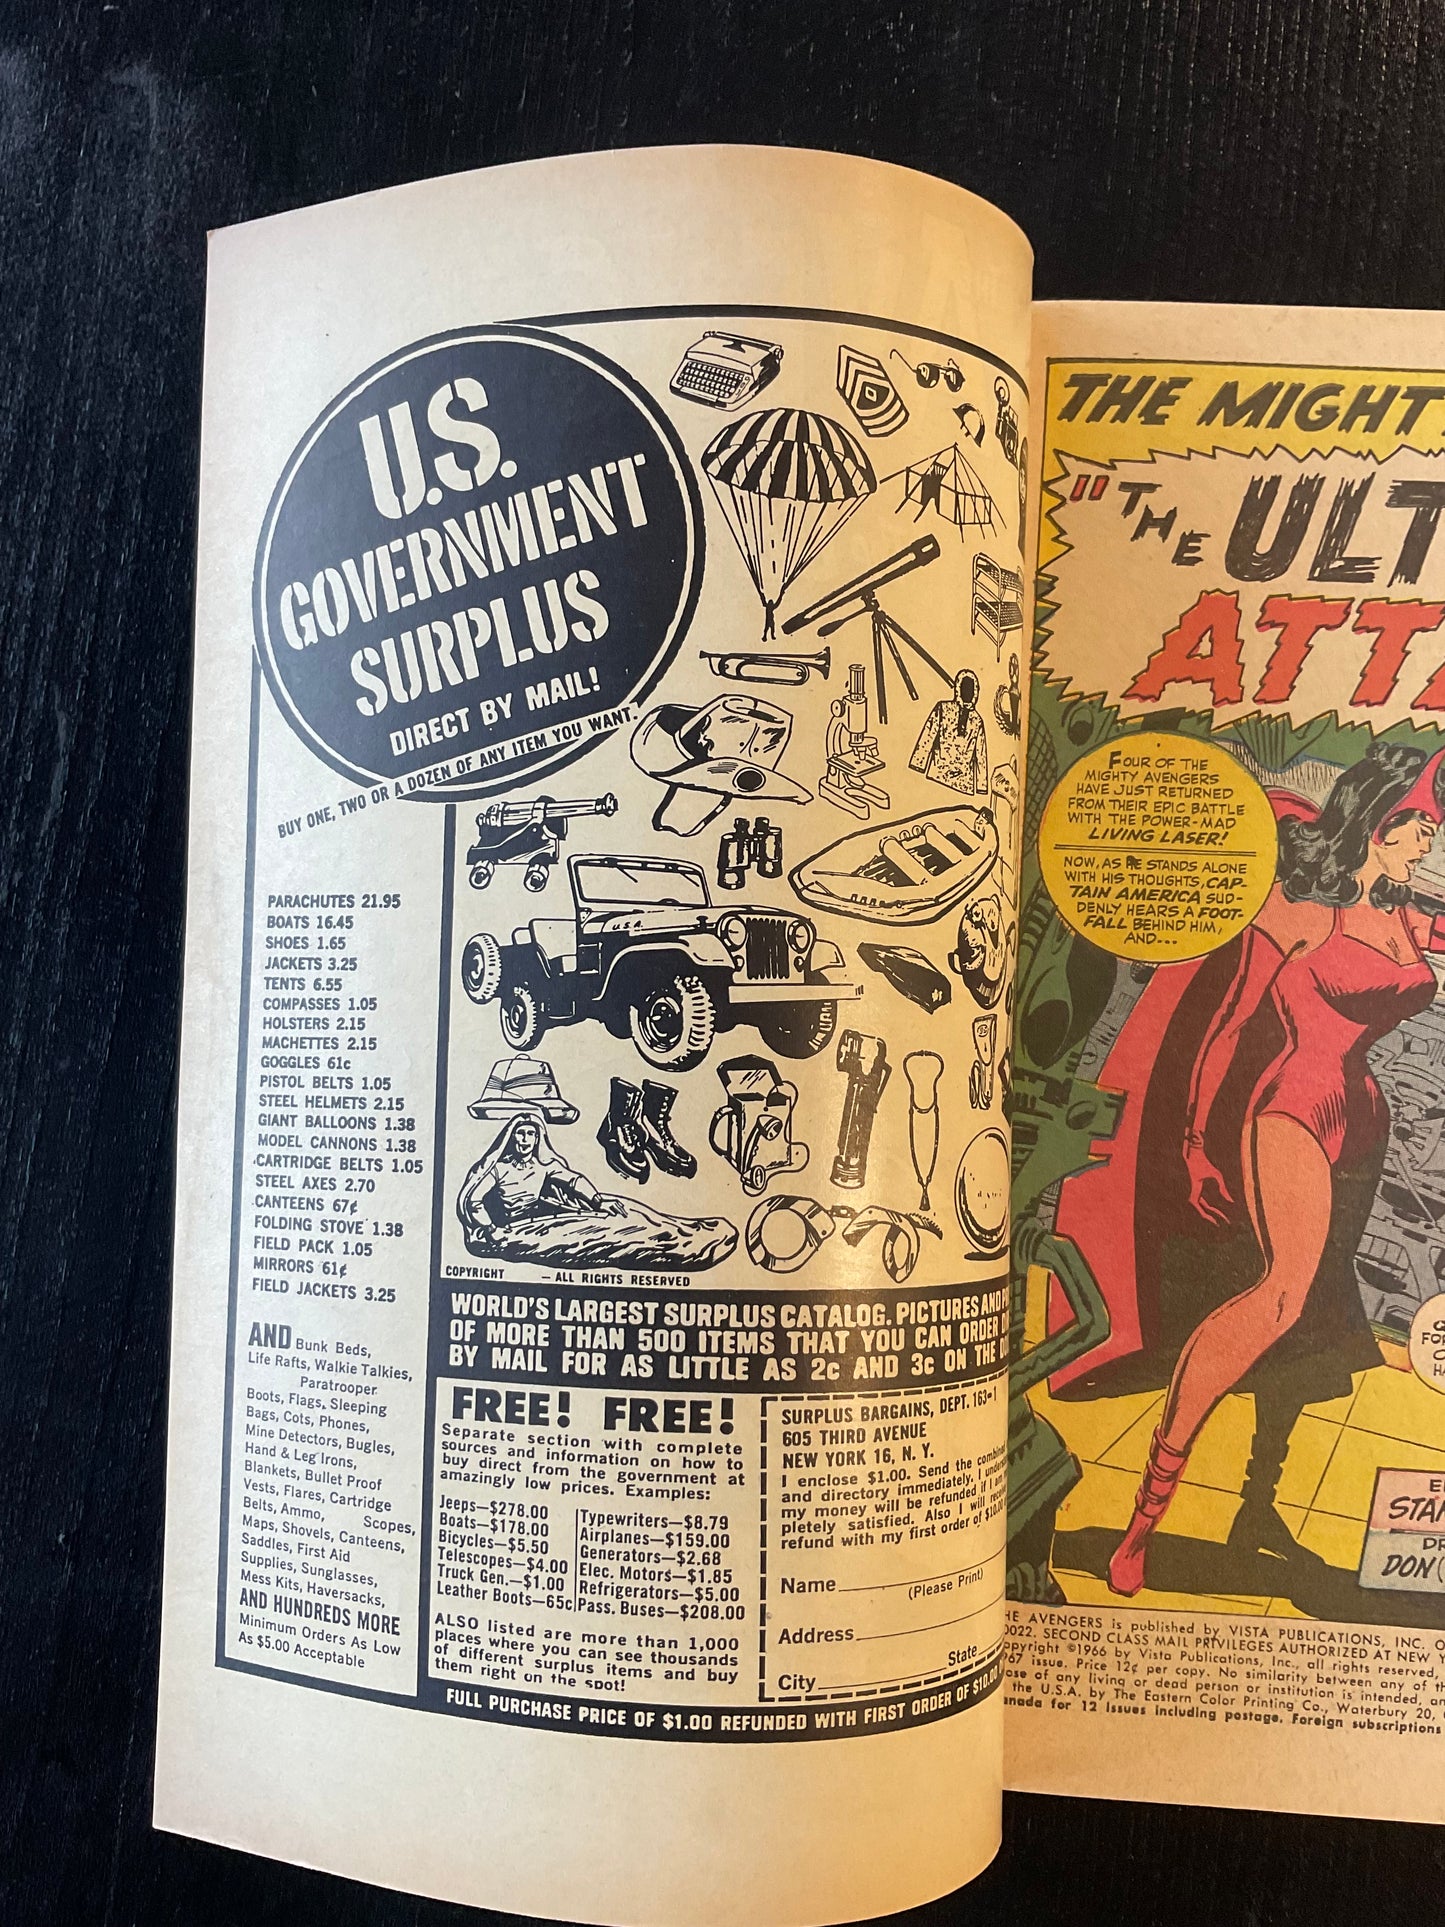 U.S.
GOVERNMENT
SURPLUS
DIRECT BY MAIL!
BUY ONE, TWO OR A DOZEN OF ANY ITEM YOU WANT.
PARACHUTES 21.95
BOATS 16.45
SHOES 1.65
JACKETS 3.25
TENTS 6.55
COMPASSES 1.05
HOLSTERS 2.15
MACHETTES 2.15
GOGGLES 61c
PISTOL BELTS 1.05
STEEL HELMETS 2.15
GIANT BALLOONS 1.38
MODEL CANNONS 1.38
CARTRIDGE BELTS 1.05
STEEL AXES 2.70
CANTEENS 67¢
FOLDING STOVE 1.38
FIELD PACK 1.05
MIRRORS 61¢
FIELD JACKETS 3.25
AND Bunk Beds,
Life Rafts, Walkie Talkies,
Paratrooper
Boots, Flags, Sleeping
Bags, Cots, Phones,
Mine Detectors, Bugles,
Hand & Leg Irons,
Blankets, Bullet Proof
Vests, Flares, Cartridge
Belts, Ammo, Scopes,
Maps, Shovels, Canteens,
Saddles, First Aid
Supplies, Sunglasses,
Mess Kits, Haversacks,
AND HUNDREDS MORE
Minimum Orders As Low
As $5.00 Acceptable
U.S.A.
COPYRIGHT — ALL RIGHTS RESERVED
WORLD'S LARGEST SURPLUS CATALOG. PICTURES AND
OF MORE THAN 500 ITEMS THAT YOU CAN ORDER
BY MAIL FOR AS LITTLE AS 2c AND 3c ON THE
FREE! FREE!
Separate section with complete
sources and information on how to
buy direct from the government at
amazingly low prices. Examples:
Jeeps—$278.00
Boats—$178.00
Bicycles—$5.50
Telescopes—$4.00
Truck Gen.—$1.00
Leather Boots—65c
Typewriters—$8.79
Airplanes—$159.00
Generators—$2.68
Elec. Motors—$1.85
Refrigerators—$5.00
Pass. Buses—$208.00
ALSO listed are more than 1,000
places where you can see thousands
of different surplus items and buy
them right on the spot!
SURPLUS BARGAINS, DEPT. 163-1
605 THIRD AVENUE
NEW YORK 16, N. Y.
I enclose $1.00. Send the
and directory immediately. I
my money will be refunded if I
pletely satisfied. Also I will
refund with my first order of $10.00
Name
(Please Print)
Address
City State
FULL PURCHASE PRICE OF $1.00 REFUNDED WITH FIRST ORDER OF $10.00
THE MIGHTY
"THE ULT
ATT
FOUR OF THE
MIGHTY AVENGERS
HAVE JUST RETURNED
FROM THEIR EPIC BATTLE
WITH THE POWER-MAD
LIVING LASER!
NOW, AS HE STANDS ALONE
WITH HIS THOUGHTS, CAP-
TAIN AMERICA SUD-
DENLY HEARS A FOOT-
FALL BEHIND HIM,
AND---
STAN
DON
HE AVENGERS is published by VISTA PUBLICATIONS, INC.
0022. SECOND CLASS MAIL PRIVILEGES AUTHORIZED AT NEW
opyright ©1966 by Vista Publications, Inc., all rights reserved,
67 issue. Price 12¢ per copy. No similarity between any of
ose of any living or dead person or institution is intended,
the U.S.A. by The Eastern Color Printing Co., Waterbury 20,
anada for 12 issues including postage. Foreign subscriptions